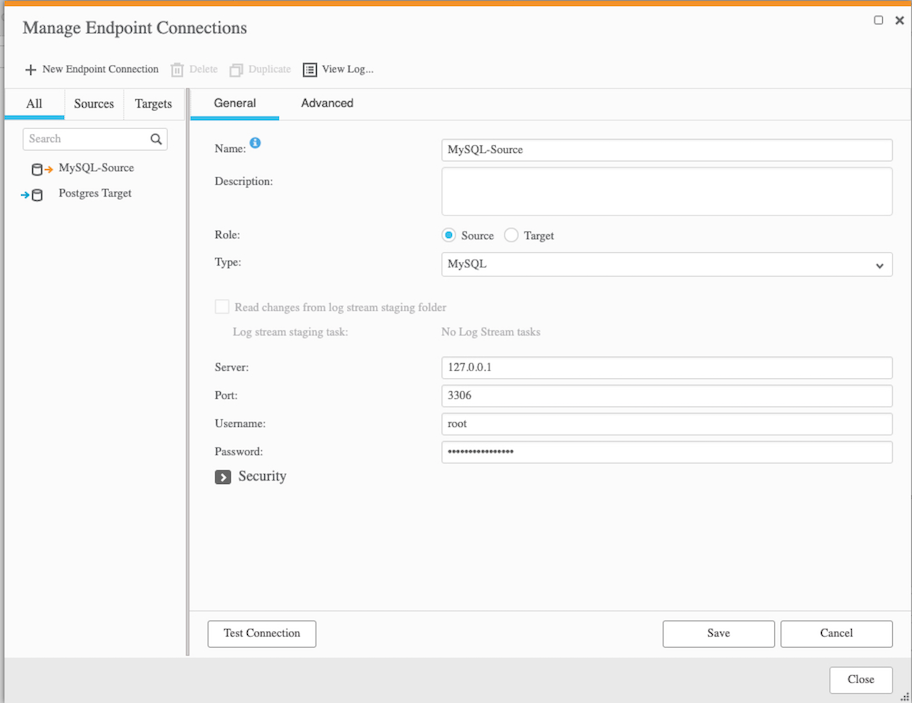 Manage Endpoint Connections
New Endpoint Connection Delete Duplicate View Log...
All Sources Targets General Advanced
Search
MySQL-Source
Postgres Target
Name: MySQL-Source
Description:
Role: Source Target
Type: MySQL
Read changes from log stream staging folder
Log stream staging task: No Log Stream tasks
Server: 127.0.0.1
Port: 3306
Username: root
Password: ••••••••••••••••
Security
Test Connection Save Cancel
Close